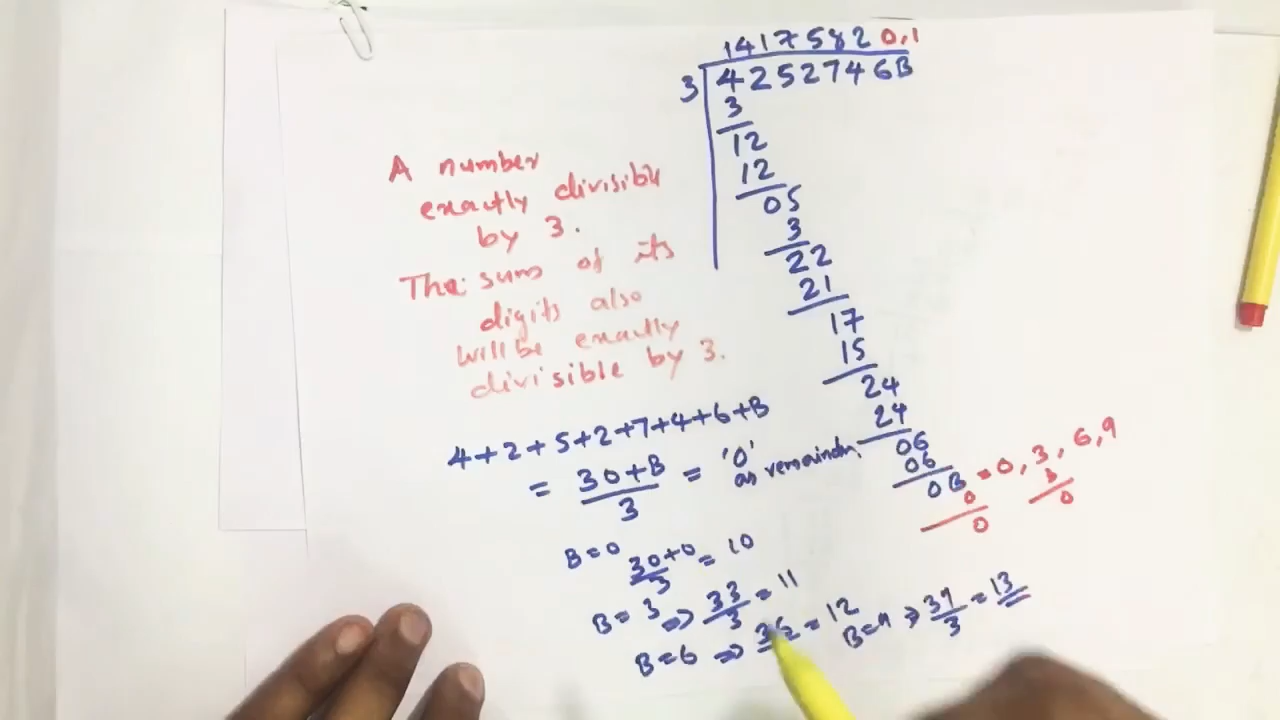 1417582 0,1
3 4252746B
3
12
12
05
3
22
21
17
15
24
24
06
06
0B = 0, 3, 6, 9
0 3
0 0
A number
exactly divisible
by 3.
The sum of its
digits also
will be exactly
divisible by 3.
4+2+5+2+7+4+6+B
= 30+B = '0'
3 as remainder
B=0 30+0 = 10
3
B=3 ⇒ 33 = 11
3
B=6 ⇒ 36 = 12
B=9 ⇒ 39 = 13
3